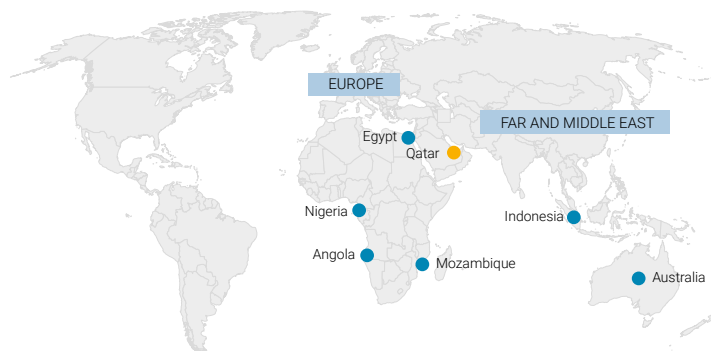 EUROPE
FAR AND MIDDLE EAST
Egypt
Qatar
Nigeria
Indonesia
Angola
Mozambique
Australia